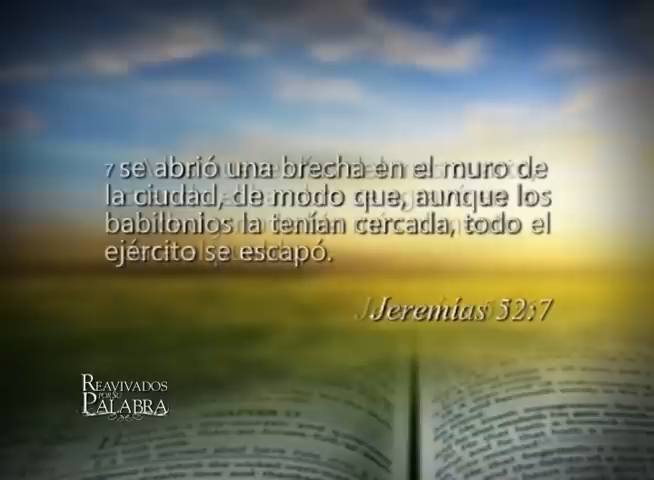 7 se abrió una brecha en el muro de
la ciudad, de modo que, aunque los
babilonios la tenían cercada, todo el
ejército se escapó.
Jeremías 52:7
REAVIVADOS
POR SU
PALABRA